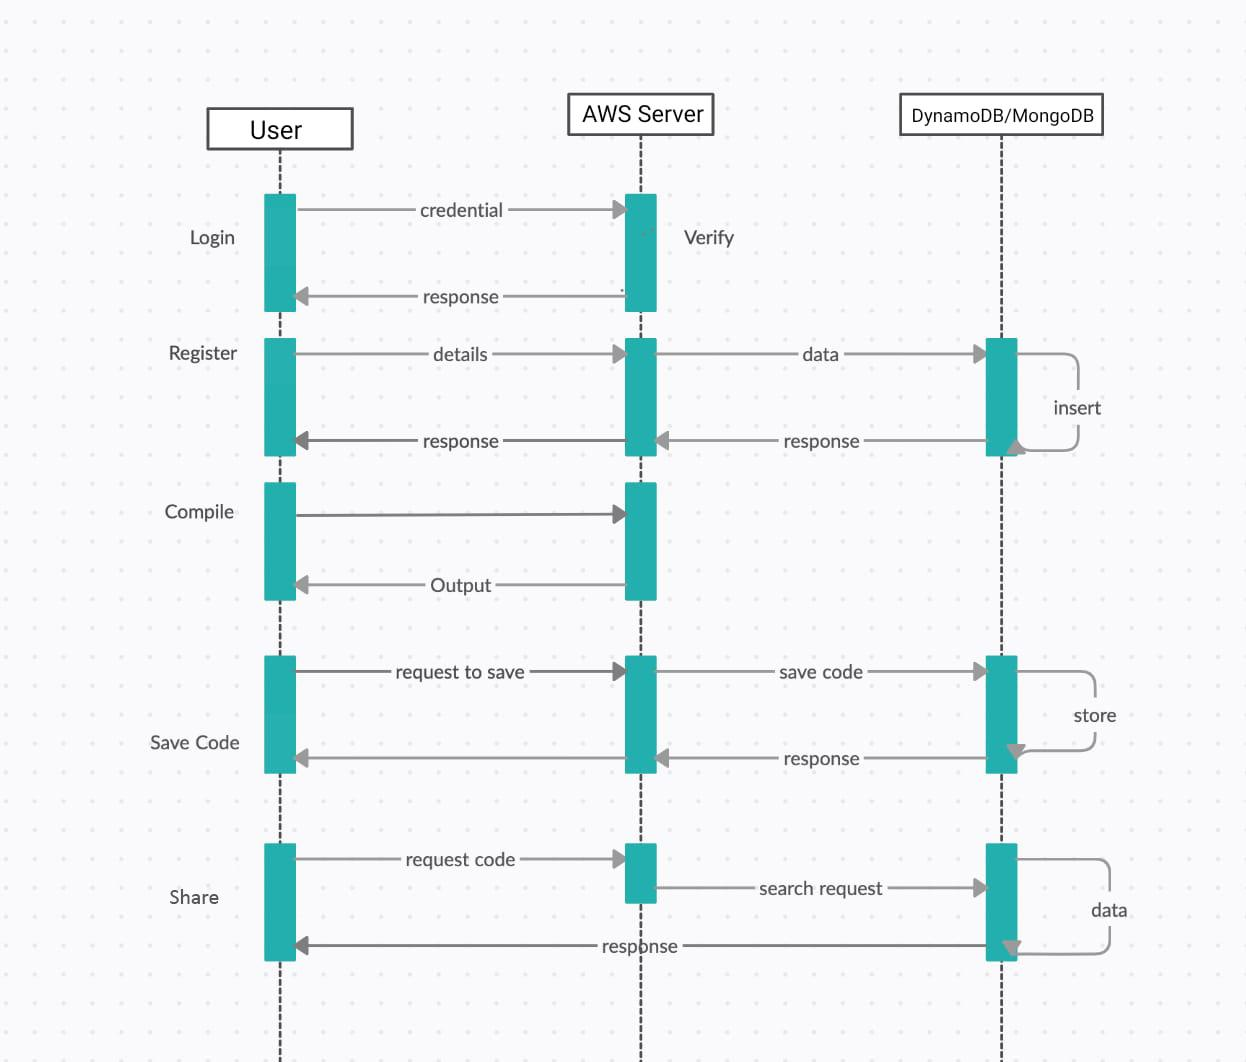 User
AWS Server
DynamoDB/MongoDB
credential
Login
Verify
response
Register
details
data
insert
response
response
Compile
Output
request to save
save code
store
Save Code
response
request code
search request
Share
data
response